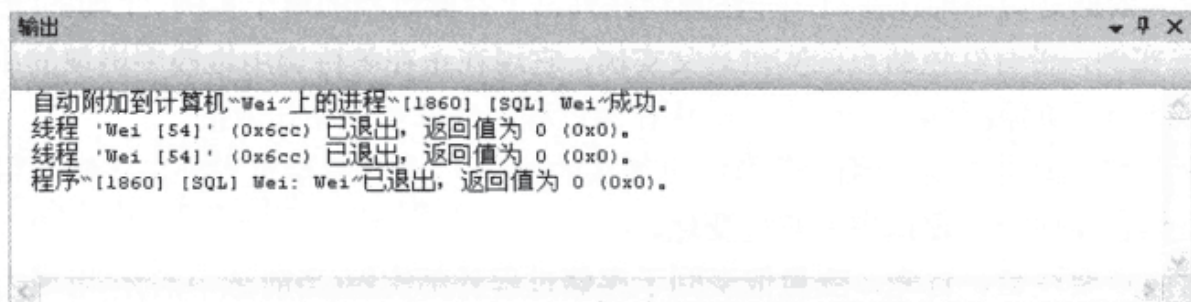 输出
自动附加到计算机“Wei”上的进程“[1860] [SQL] Wei”成功。
线程 'Wei [54]' (0x6cc) 已退出，返回值为 0 (0x0)。
线程 'Wei [54]' (0x6cc) 已退出，返回值为 0 (0x0)。
程序“[1860] [SQL] Wei: Wei”已退出，返回值为 0 (0x0)。